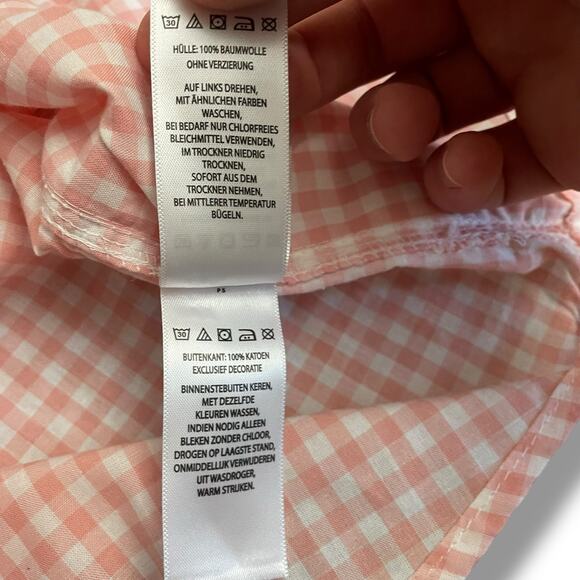 30
HÜLLE: 100% BAUMWOLLE
OHNE VERZIERUNG
AUF LINKS DREHEN,
MIT ÄHNLICHEN FARBEN
WASCHEN,
BEI BEDARF NUR CHLORFREIES
BLEICHMITTEL VERWENDEN,
IM TROCKNER NIEDRIG
TROCKNEN,
SOFORT AUS DEM
TROCKNER NEHMEN,
BEI MITTLERER TEMPERATUR
BÜGELN.
PS
30
BUITENKANT: 100% KATOEN
EXCLUSIEF DECORATIE
BINNENSTEBUITEN KEREN,
MET DEZELFDE
KLEUREN WASSEN,
INDIEN NODIG ALLEEN
BLEKEN ZONDER CHLOOR,
DROGEN OP LAAGSTE STAND,
ONMIDDELLIJK VERWIJDEREN
UIT WASDROGER,
WARM STRIJKEN.